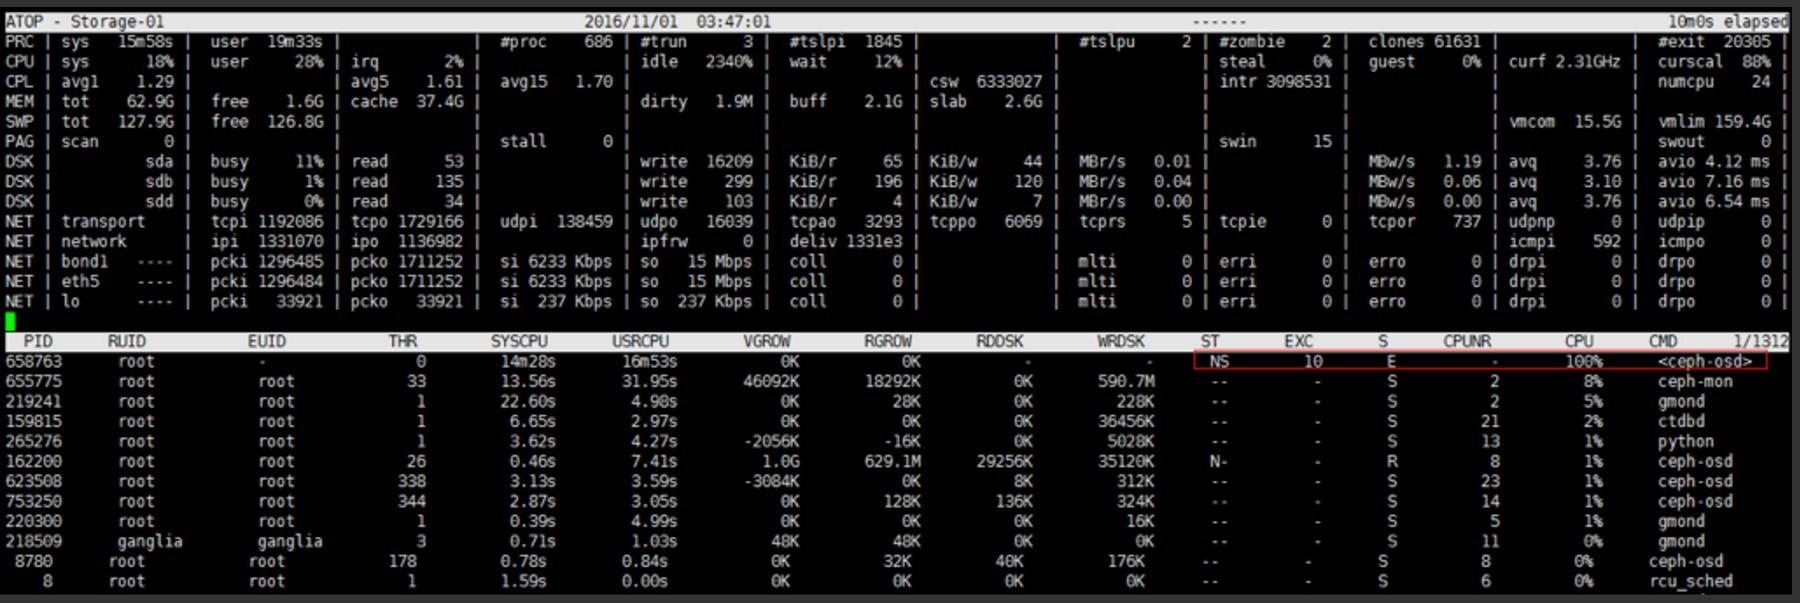 ATOP - Storage-01 2016/11/01 03:47:01 ------ 10m0s elapsed
PRC | sys 15m58s | user 19m33s | | #proc 686 | #trun 3 | #tslpi 1845 | | #tslpu 2 | #zombie 2 | clones 61631 | | #exit 20305 |
CPU | sys 18% | user 28% | irq 2% | | idle 2340% | wait 12% | | | steal 0% | guest 0% | curf 2.31GHz | curscal 88% |
CPL | avg1 1.29 | | avg5 1.61 | avg15 1.70 | | | csw 6333027 | | intr 3098531 | | | numcpu 24 |
MEM | tot 62.9G | free 1.6G | cache 37.4G | | dirty 1.9M | buff 2.1G | slab 2.6G | | | | | |
SWP | tot 127.9G | free 126.8G | | | | | | | | | vmcom 15.5G | vmlim 159.4G |
PAG | scan 0 | | | stall 0 | | | | | swin 15 | | | swout 0 |
DSK | sda | busy 11% | read 53 | | write 16209 | KiB/r 65 | KiB/w 44 | MBr/s 0.01 | | MBw/s 1.19 | avq 3.76 | avio 4.12 ms |
DSK | sdb | busy 1% | read 135 | | write 299 | KiB/r 196 | KiB/w 120 | MBr/s 0.04 | | MBw/s 0.06 | avq 3.10 | avio 7.16 ms |
DSK | sdd | busy 0% | read 34 | | write 103 | KiB/r 4 | KiB/w 7 | MBr/s 0.00 | | MBw/s 0.00 | avq 3.76 | avio 6.54 ms |
NET | transport | tcpi 1192086 | tcpo 1729166 | udpi 138459 | udpo 16039 | tcpao 3293 | tcppo 6069 | tcprs 5 | tcpie 0 | tcpor 737 | udpnp 0 | udpip 0 |
NET | network | ipi 1331070 | ipo 1136982 | | ipfrw 0 | deliv 1331e3 | | | | | icmpi 592 | icmpo 0 |
NET | bond1 ---- | pcki 1296485 | pcko 1711252 | si 6233 Kbps | so 15 Mbps | coll 0 | | mlti 0 | erri 0 | erro 0 | drpi 0 | drpo 0 |
NET | eth5 ---- | pcki 1296484 | pcko 1711252 | si 6233 Kbps | so 15 Mbps | coll 0 | | mlti 0 | erri 0 | erro 0 | drpi 0 | drpo 0 |
NET | lo ---- | pcki 33921 | pcko 33921 | si 237 Kbps | so 237 Kbps | coll 0 | | mlti 0 | erri 0 | erro 0 | drpi 0 | drpo 0 |
PID RUID EUID THR SYSCPU USRCPU VGROW RGROW RDDSK WRDSK ST EXC S CPUNR CPU CMD 1/1312
658763 root - 0 14m28s 16m53s 0K 0K - - NS 10 E - 100% <ceph-osd>
655775 root root 33 13.56s 31.95s 46092K 18292K 0K 590.7M -- - S 2 8% ceph-mon
219241 root root 1 22.60s 4.98s 0K 28K 0K 228K -- - S 2 5% gmond
159815 root root 1 6.65s 2.97s 0K 0K 0K 36456K -- - S 21 2% ctdbd
265276 root root 1 3.62s 4.27s -2056K -16K 0K 5028K -- - S 13 1% python
162200 root root 26 0.46s 7.41s 1.0G 629.1M 29256K 35120K N- - R 8 1% ceph-osd
623508 root root 338 3.13s 3.59s -3084K 0K 8K 312K -- - S 23 1% ceph-osd
753250 root root 344 2.87s 3.05s 0K 128K 136K 324K -- - S 14 1% ceph-osd
220300 root root 1 0.39s 4.99s 0K 0K 0K 16K -- - S 5 1% gmond
218509 ganglia ganglia 3 0.71s 1.03s 48K 48K 0K 0K -- - S 11 0% gmond
8780 root root 178 0.78s 0.84s 0K 32K 40K 176K -- - S 8 0% ceph-osd
8 root root 1 1.59s 0.00s 0K 0K 0K 0K -- - S 6 0% rcu_sched